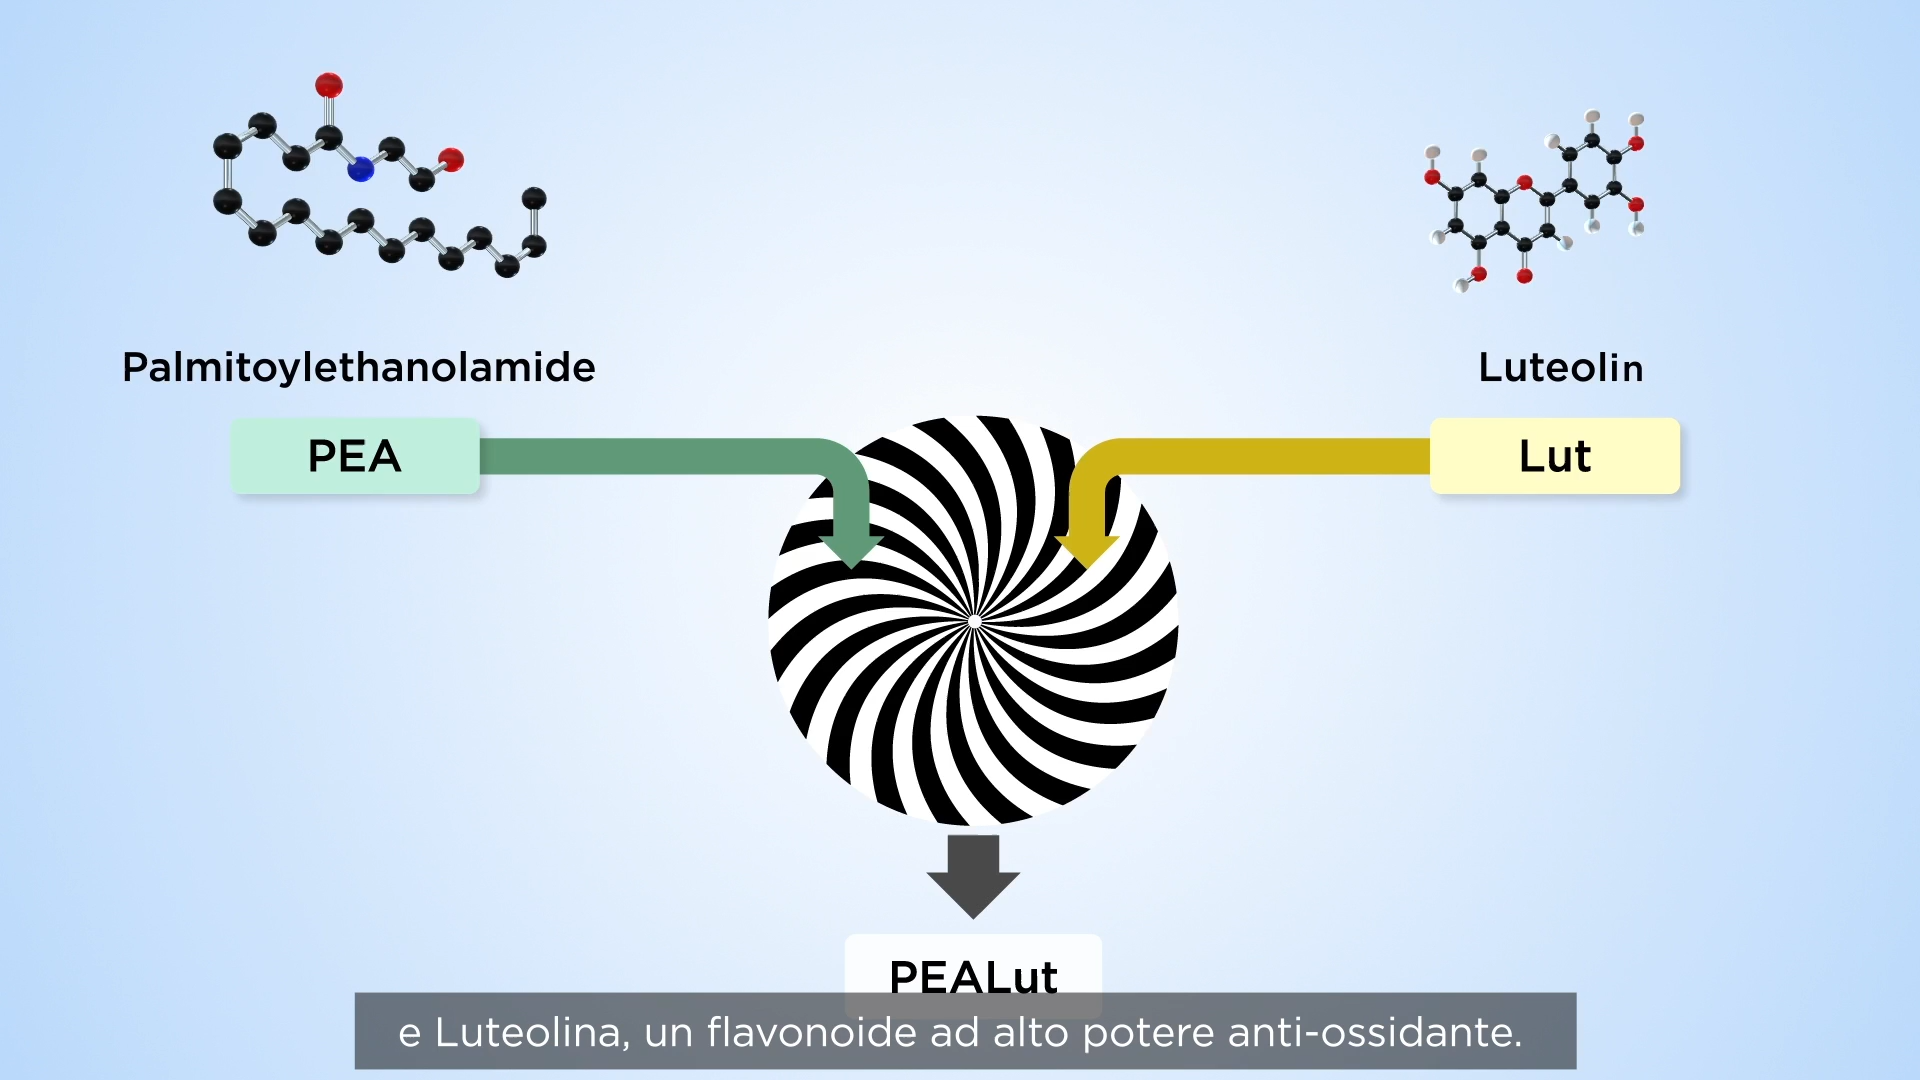 Palmitoylethanolamide
Luteolin
PEA
Lut
PEALut
e Luteolina, un flavonoide ad alto potere anti-ossidante.